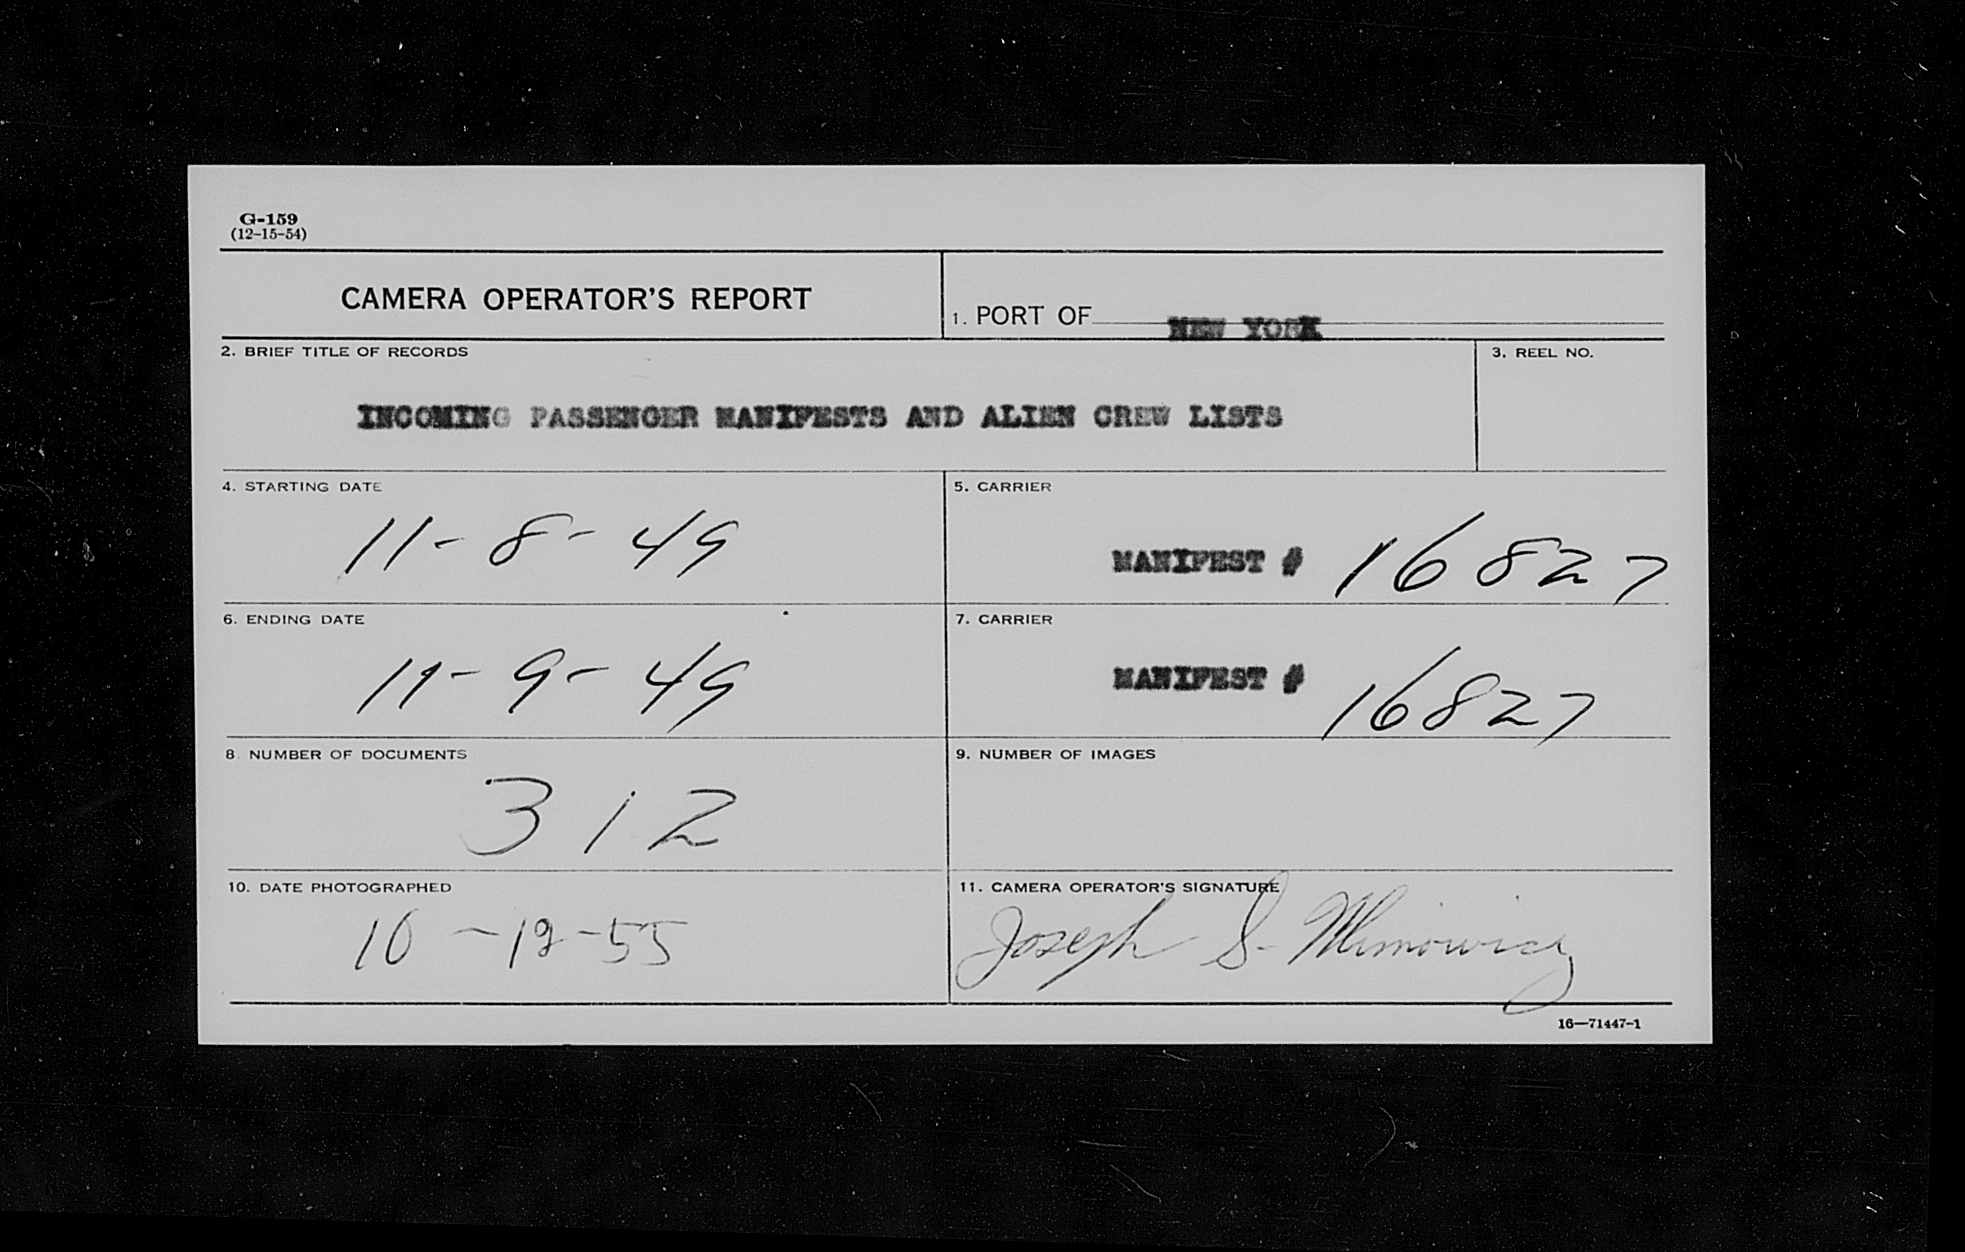 G-159
(12-15-54)
CAMERA OPERATOR'S REPORT
1. PORT OF NEW YORK
2. BRIEF TITLE OF RECORDS
3. REEL NO.
INCOMING PASSENGER MANIFESTS AND ALIEN CREW LISTS
4. STARTING DATE
5. CARRIER
11-8-49
MANIFEST # 16827
6. ENDING DATE
7. CARRIER
11-9-49
MANIFEST # 16827
8. NUMBER OF DOCUMENTS
9. NUMBER OF IMAGES
312
10. DATE PHOTOGRAPHED
11. CAMERA OPERATOR'S SIGNATURE
10-12-55
Joseph S.
16—71447-1